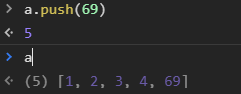 > a.push(69)
<· 5
> a
<· (5) [1, 2, 3, 4, 69]